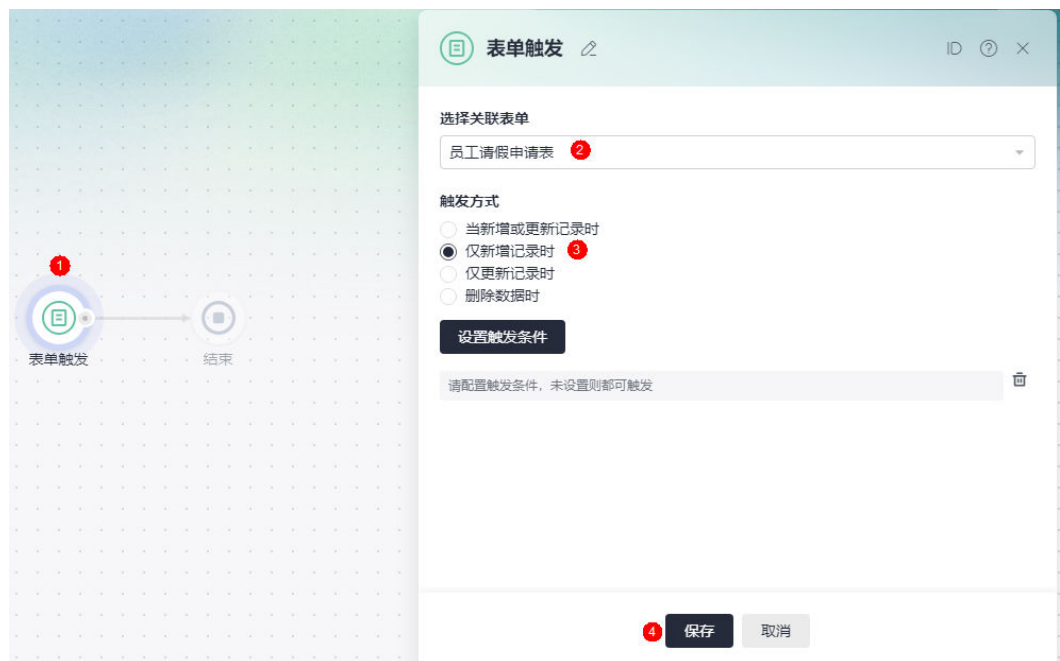 表单触发
ID
选择关联表单
员工请假申请表 2
触发方式
当新增或更新记录时
仅新增记录时 3
仅更新记录时
删除数据时
设置触发条件
请配置触发条件，未设置则都可触发
1
表单触发
结束
4 保存 取消